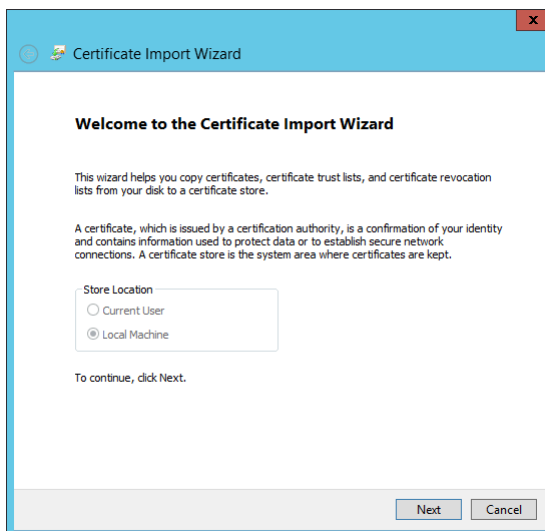 x
Certificate Import Wizard
Welcome to the Certificate Import Wizard
This wizard helps you copy certificates, certificate trust lists, and certificate revocation
lists from your disk to a certificate store.
A certificate, which is issued by a certification authority, is a confirmation of your identity
and contains information used to protect data or to establish secure network
connections. A certificate store is the system area where certificates are kept.
Store Location
Current User
Local Machine
To continue, click Next.
Next Cancel